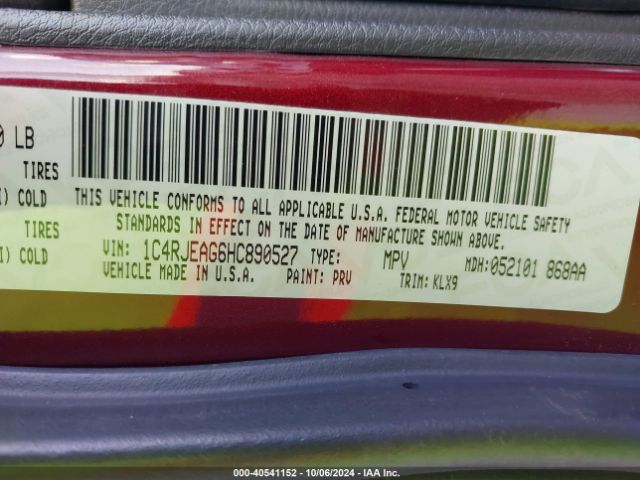 0 LB
TIRES
I) COLD
TIRES
I) COLD
THIS VEHICLE CONFORMS TO ALL APPLICABLE U.S.A. FEDERAL MOTOR VEHICLE SAFETY
STANDARDS IN EFFECT ON THE DATE OF MANUFACTURE SHOWN ABOVE.
VIN: 1C4RJEAG6HC890527 TYPE: MPV MDH:052101 868AA
VEHICLE MADE IN U.S.A. PAINT: PRV TRIM: KLX9
000-40541152 - 10/06/2024 - IAA Inc.